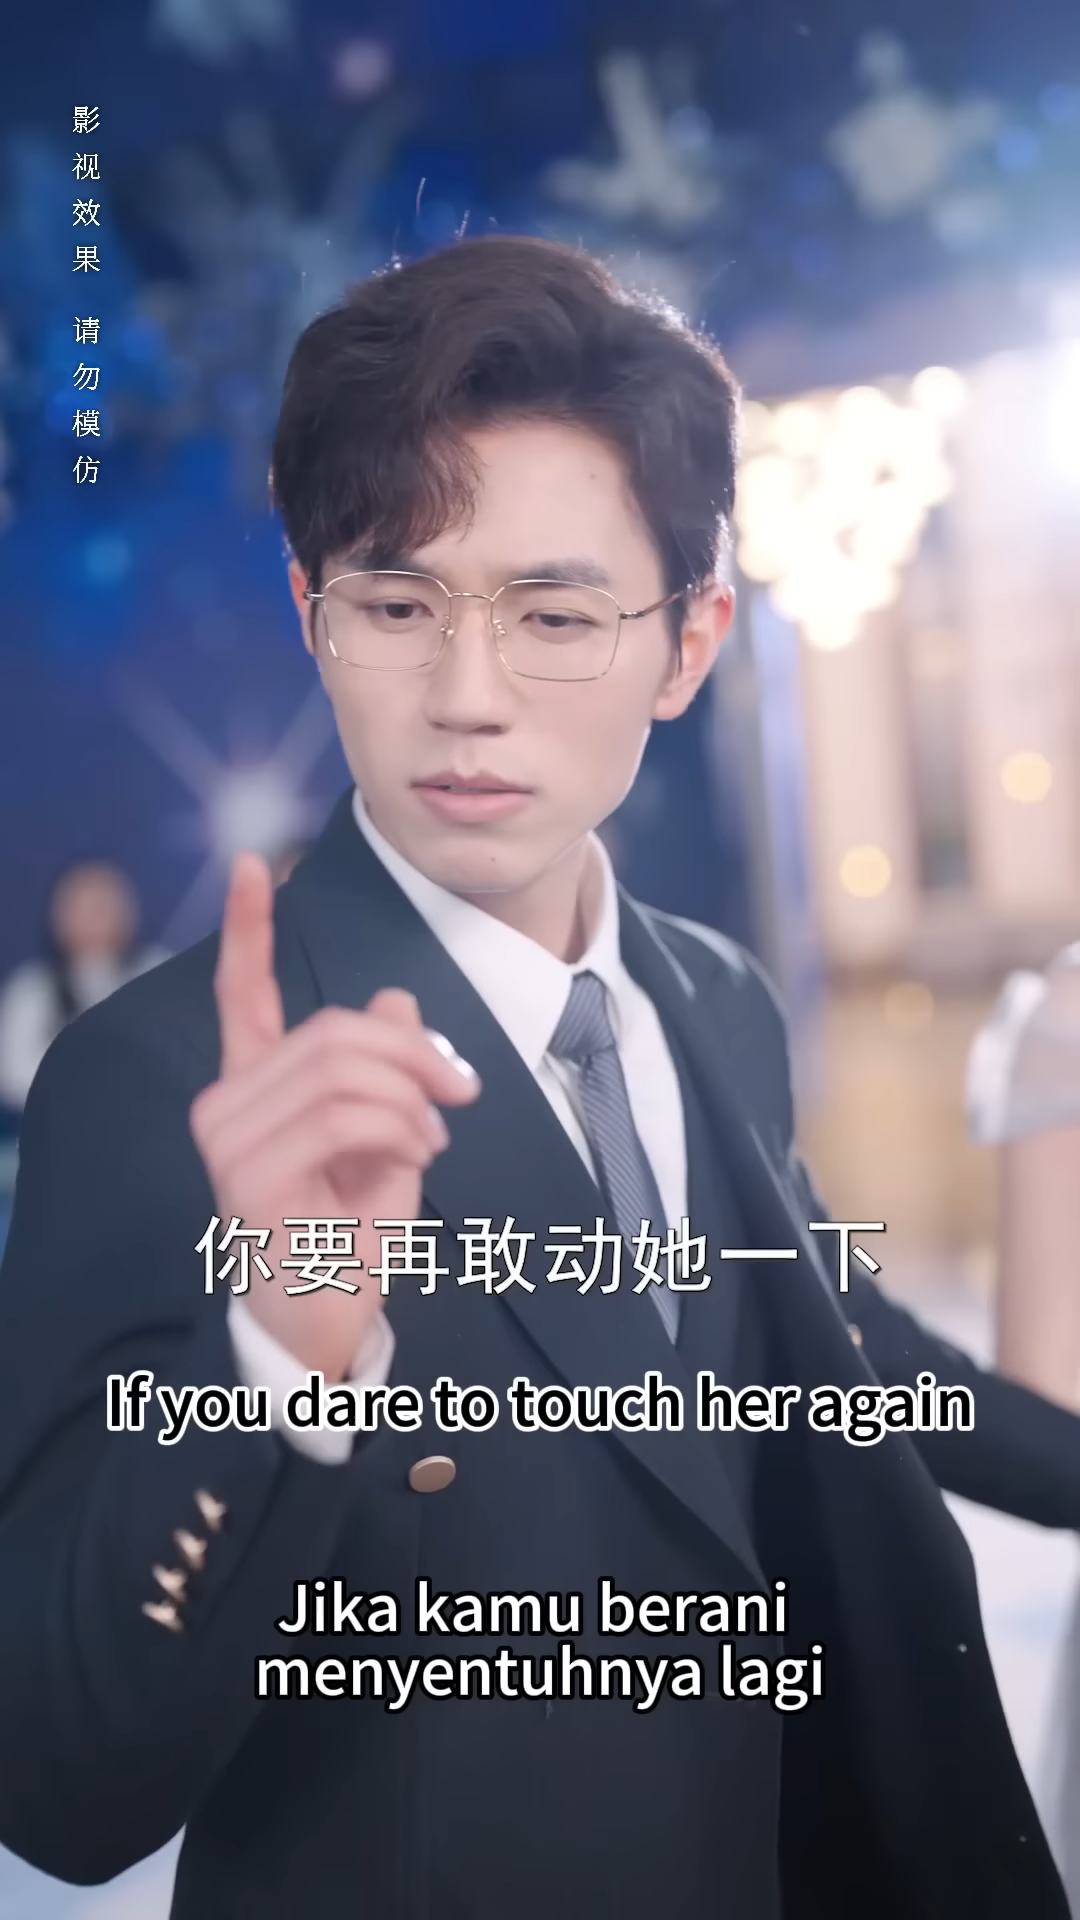 影视效果 请勿模仿
你要再敢动她一下
If you dare to touch her again
Jika kamu berani
menyentuhnya lagi